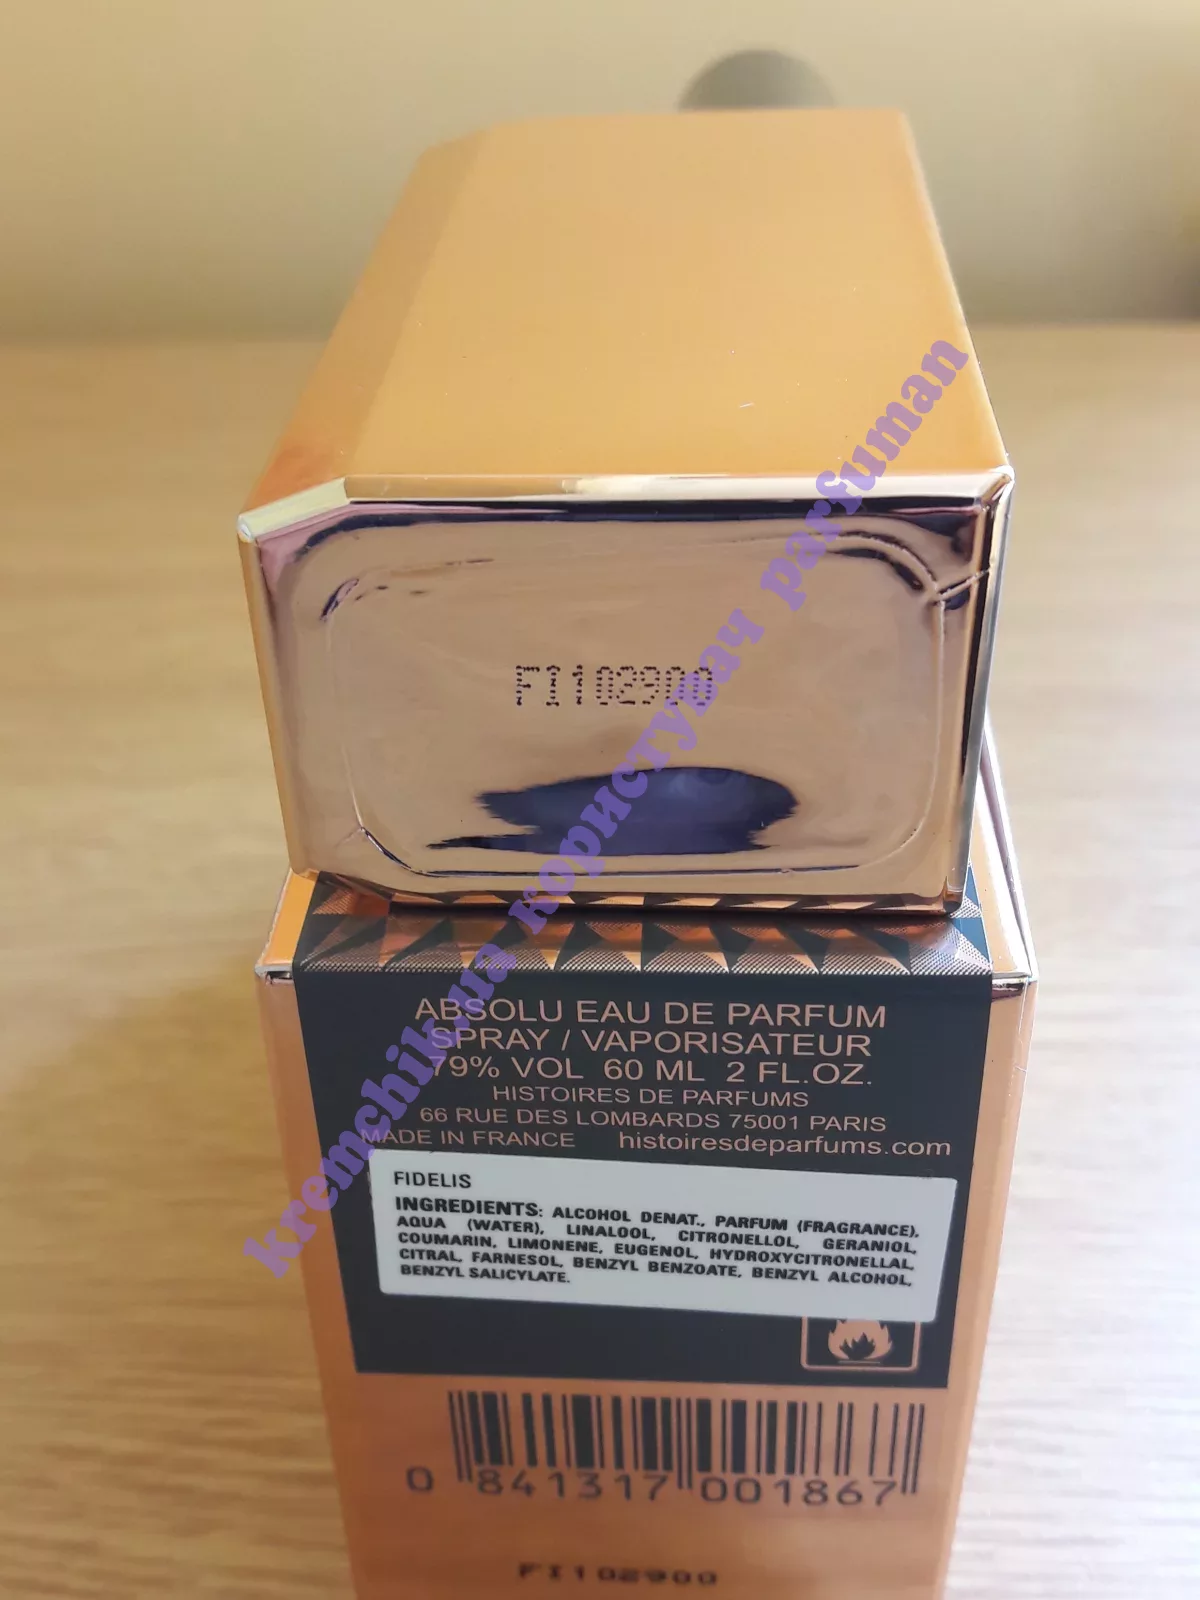 FI102900
ABSOLU EAU DE PARFUM
SPRAY / VAPORISATEUR
79% VOL 60 ML 2 FL.OZ.
HISTOIRES DE PARFUMS
66 RUE DES LOMBARDS 75001 PARIS
MADE IN FRANCE histoiresdeparfums.com
FIDELIS
INGREDIENTS: ALCOHOL DENAT., PARFUM (FRAGRANCE),
AQUA (WATER), LINALOOL, CITRONELLOL, GERANIOL,
COUMARIN, LIMONENE, EUGENOL, HYDROXYCITRONELLAL,
CITRAL, FARNESOL, BENZYL BENZOATE, BENZYL ALCOHOL,
BENZYL SALICYLATE.
0 841317 001867
FI102900
kremchik.ua користувач parfuman